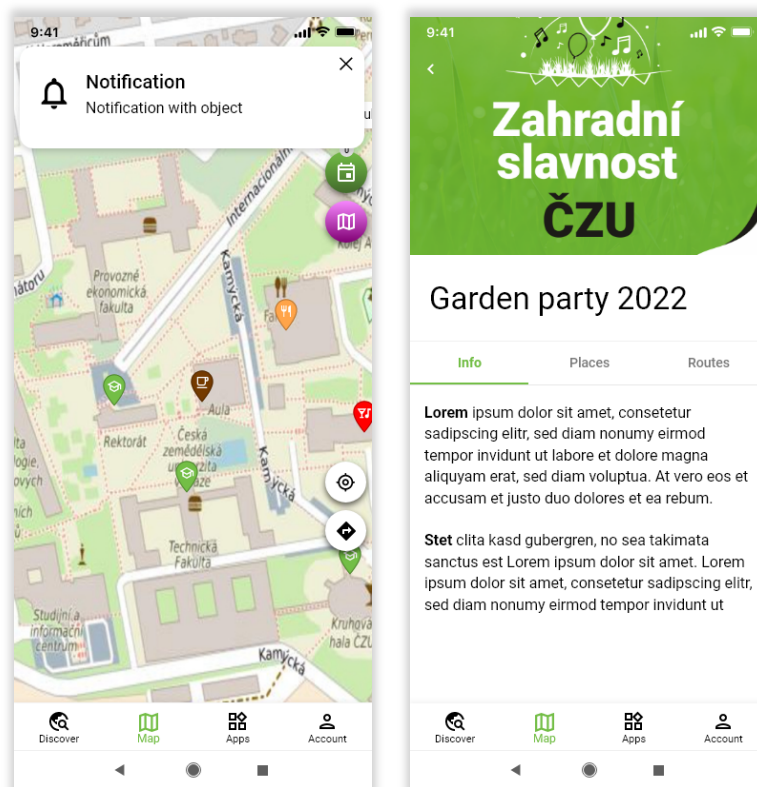 9:41
Notification
Notification with object
Internacionální
Kamýcká
Provozně
ekonomická
fakulta
Aula
Rektorát
Česká
zemědělská
Kamýcká
Technická
Fakulta
Studijní a
informační
centrum
Kruhová
hala ČZU
Kamýcká
Discover
Map
Apps
Account
9:41
Zahradní
slavnost
ČZU
Garden party 2022
Info Places Routes
Lorem ipsum dolor sit amet, consetetur
sadipscing elitr, sed diam nonumy eirmod
tempor invidunt ut labore et dolore magna
aliquyam erat, sed diam voluptua. At vero eos et
accusam et justo duo dolores et ea rebum.
Stet clita kasd gubergren, no sea takimata
sanctus est Lorem ipsum dolor sit amet. Lorem
ipsum dolor sit amet, consetetur sadipscing elitr,
sed diam nonumy eirmod tempor invidunt ut
Discover
Map
Apps
Account